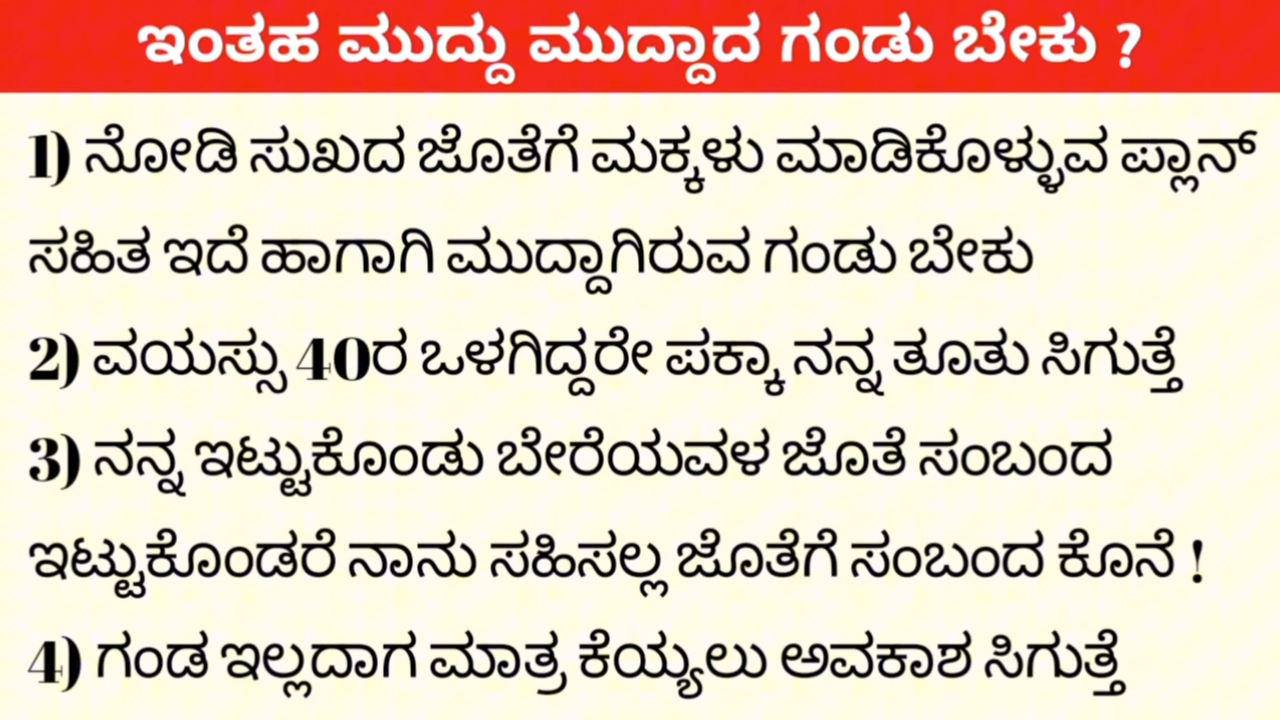 ಇಂತಹ ಮುದ್ದು ಮುದ್ದಾದ ಗಂಡು ಬೇಕು ?
1) ನೋಡಿ ಸುಖದ ಜೊತೆಗೆ ಮಕ್ಕಳು ಮಾಡಿಕೊಳ್ಳುವ ಪ್ಲಾನ್
ಸಹಿತ ಇದೆ ಹಾಗಾಗಿ ಮುದ್ದಾಗಿರುವ ಗಂಡು ಬೇಕು
2) ವಯಸ್ಸು 40ರ ಒಳಗಿದ್ದರೇ ಪಕ್ಕಾ ನನ್ನ ತೂತು ಸಿಗುತ್ತೆ
3) ನನ್ನ ಇಟ್ಟುಕೊಂಡು ಬೇರೆಯವಳ ಜೊತೆ ಸಂಬಂದ
ಇಟ್ಟುಕೊಂಡರೆ ನಾನು ಸಹಿಸಲ್ಲ ಜೊತೆಗೆ ಸಂಬಂದ ಕೊನೆ !
4) ಗಂಡ ಇಲ್ಲದಾಗ ಮಾತ್ರ ಕೆಯ್ಯಲು ಅವಕಾಶ ಸಿಗುತ್ತೆ